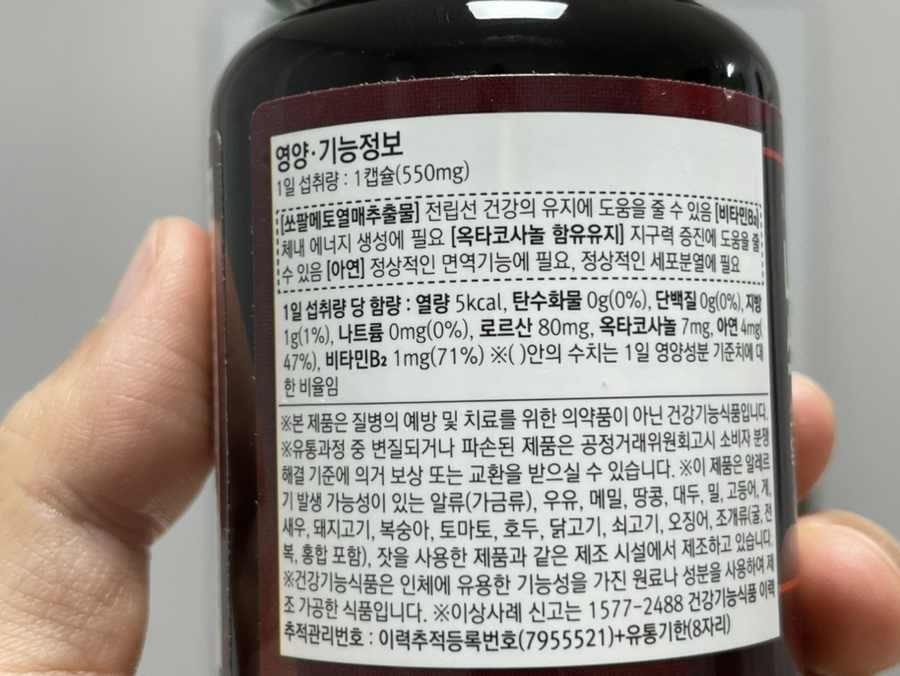 영양·기능정보
1일 섭취량 : 1캡슐(550mg)
[쏘팔메토열매추출물] 전립선 건강의 유지에 도움을 줄 수 있음 [비타민B₂]
체내 에너지 생성에 필요 [옥타코사놀 함유유지] 지구력 증진에 도움을 줄
수 있음 [아연] 정상적인 면역기능에 필요, 정상적인 세포분열에 필요
1일 섭취량 당 함량 : 열량 5kcal, 탄수화물 0g(0%), 단백질 0g(0%), 지방
1g(1%), 나트륨 0mg(0%), 로르산 80mg, 옥타코사놀 7mg, 아연 4mg(
47%), 비타민B₂ 1mg(71%) ※( )안의 수치는 1일 영양성분 기준치에 대
한 비율임
※본 제품은 질병의 예방 및 치료를 위한 의약품이 아닌 건강기능식품입니다.
※유통과정 중 변질되거나 파손된 제품은 공정거래위원회고시 소비자 분쟁
해결 기준에 의거 보상 또는 교환을 받으실 수 있습니다. ※이 제품은 알레르
기 발생 가능성이 있는 알류(가금류), 우유, 메밀, 땅콩, 대두, 밀, 고등어, 게,
새우, 돼지고기, 복숭아, 토마토, 호두, 닭고기, 쇠고기, 오징어, 조개류(굴, 전
복, 홍합 포함), 잣을 사용한 제품과 같은 제조 시설에서 제조하고 있습니다.
※건강기능식품은 인체에 유용한 기능성을 가진 원료나 성분을 사용하여 제
조 가공한 식품입니다. ※이상사례 신고는 1577-2488 건강기능식품 이력
추적관리번호 : 이력추적등록번호(7955521)+유통기한(8자리)